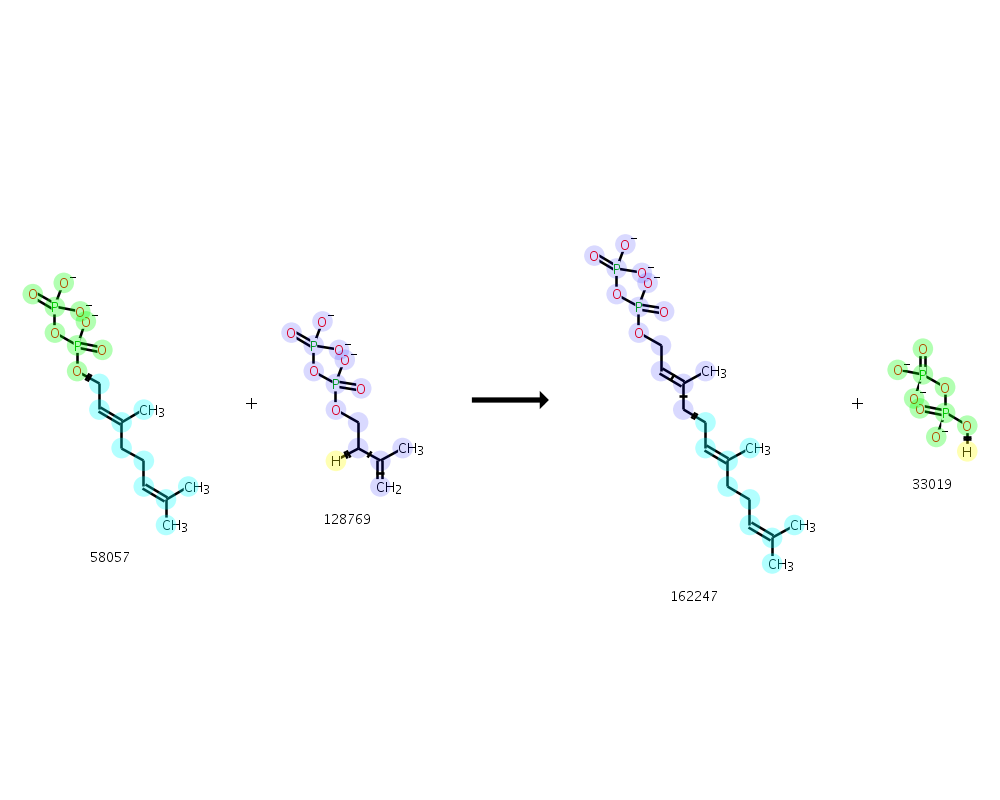 O⁻
O P O⁻
O⁻
O P O
O
CH₃
CH₃
CH₃
58057
+
O⁻
O P O⁻
O⁻
O P O
O
H CH₃
CH₂
128769
O⁻
O P O⁻
O⁻
O P O
O
CH₃
CH₃
CH₃
CH₃
162247
+
O
O⁻ P
O
O⁻
O P
O⁻ O
H
33019